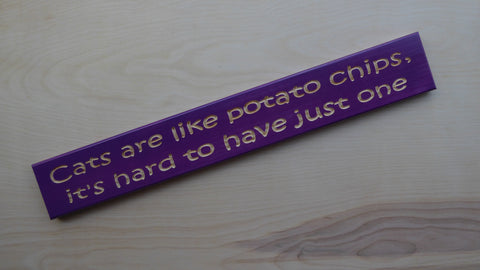 Cats are like potato chips,
it's hard to have just one